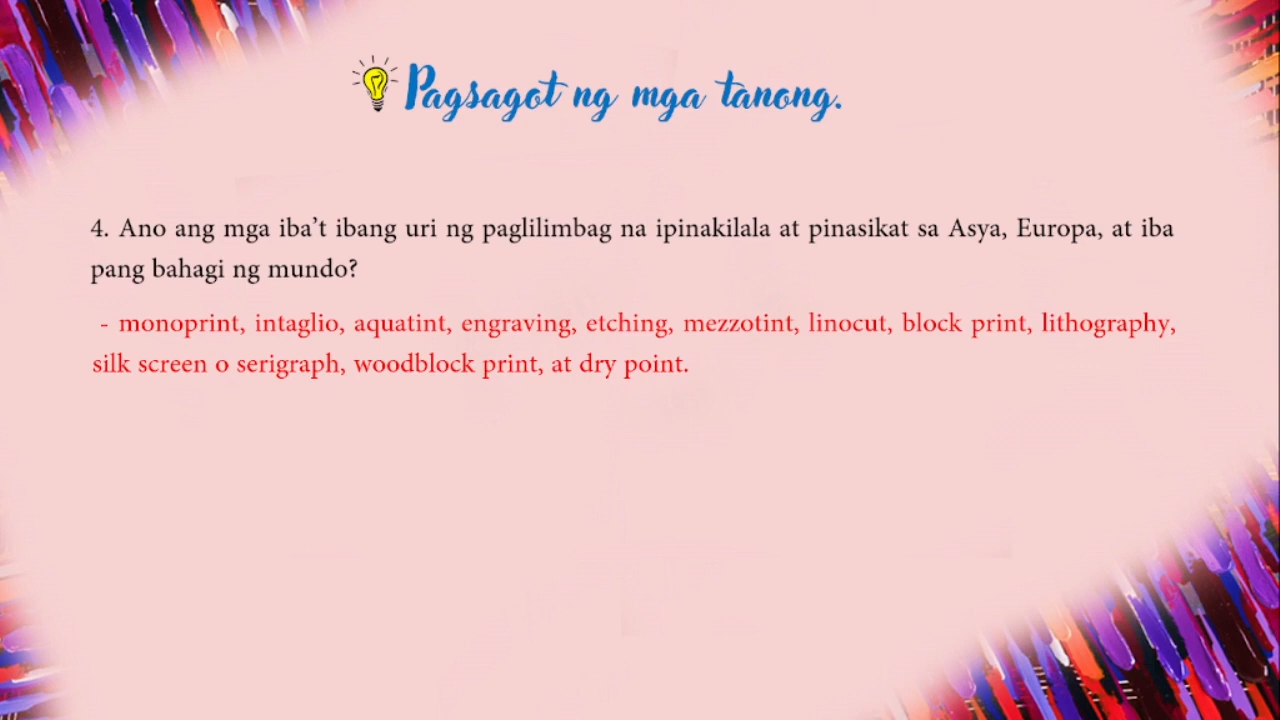 Pagsagot ng mga tanong.
4. Ano ang mga iba’t ibang uri ng paglilimbag na ipinakilala at pinasikat sa Asya, Europa, at iba
pang bahagi ng mundo?
- monoprint, intaglio, aquatint, engraving, etching, mezzotint, linocut, block print, lithography,
silk screen o serigraph, woodblock print, at dry point.